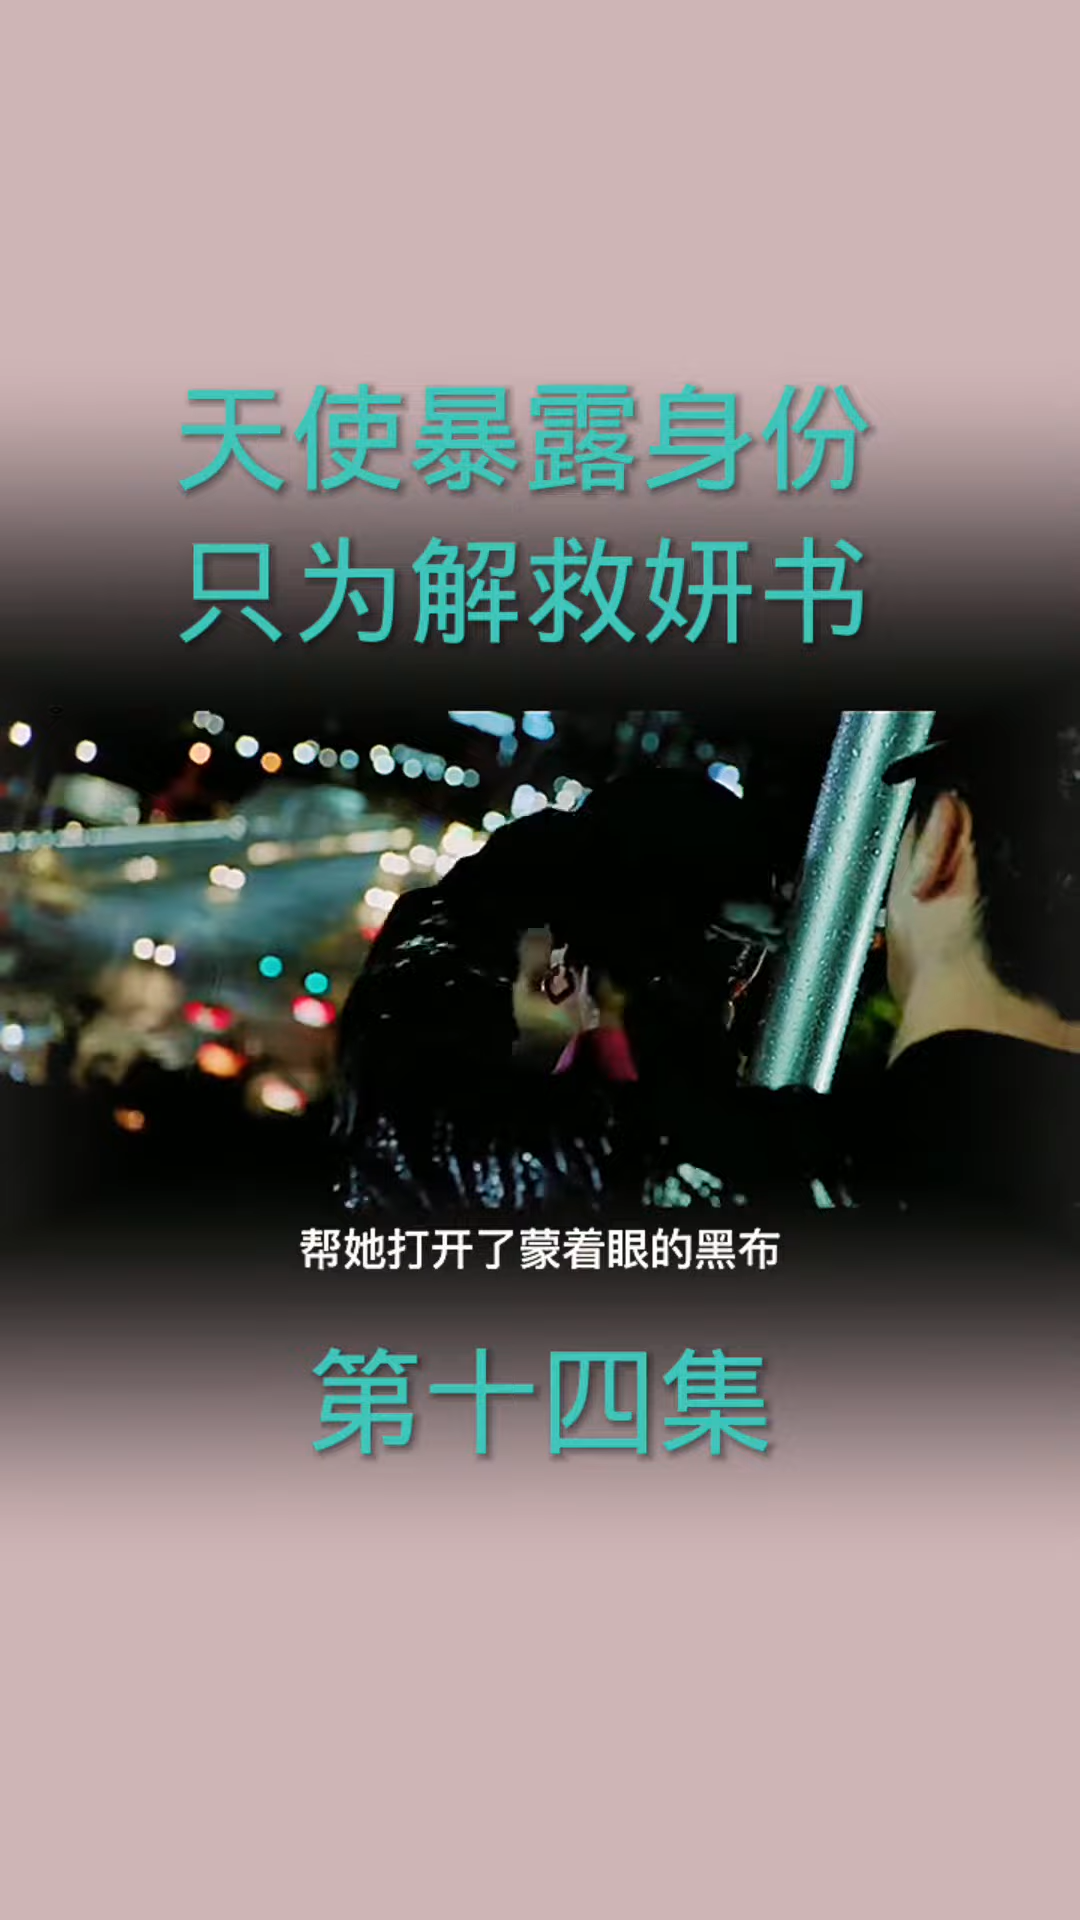 天使暴露身份
只为解救妍书
帮她打开了蒙着眼的黑布
第十四集